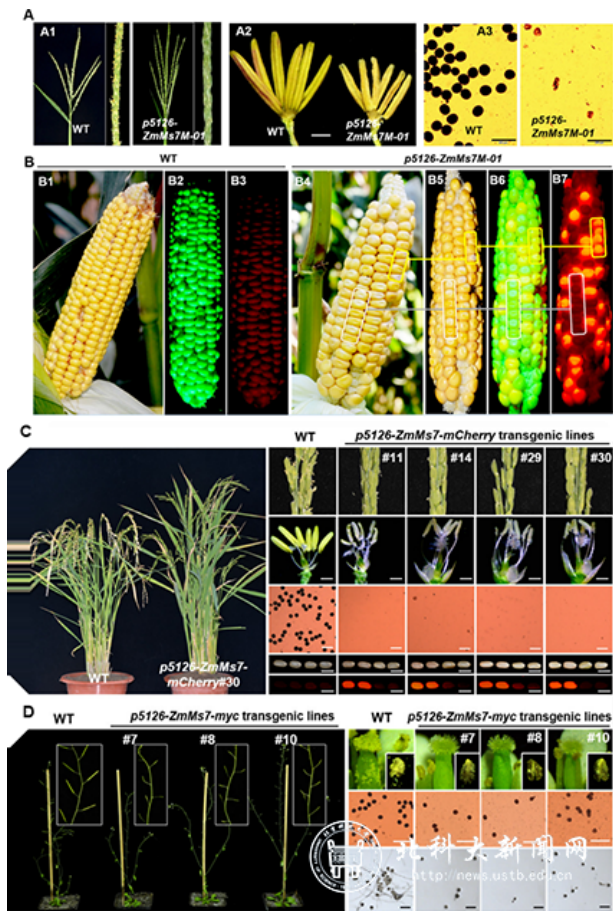 A
A1
WT
p5126-
ZmMs7M-01
A2
WT
p5126-
ZmMs7M-01
A3
WT
p5126-
ZmMs7M-01
B
WT
p5126-ZmMs7M-01
B1
B2
B3
B4
B5
B6
B7
C
WT
p5126-ZmMs7-
mCherry#30
WT
p5126-ZmMs7-mCherry transgenic lines
#11
#14
#29
#30
D
WT
p5126-ZmMs7-myc transgenic lines
#7
#8
#10
WT
p5126-ZmMs7-myc transgenic lines
#7
#8
#10
北科大新闻网
http://news.ustb.edu.cn